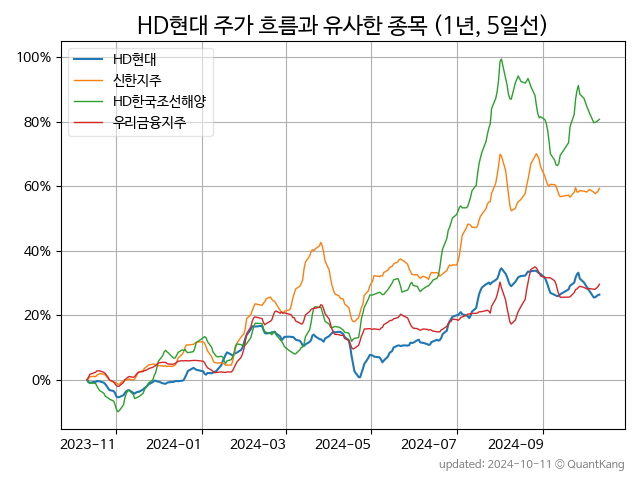 HD현대 주가 흐름과 유사한 종목 (1년, 5일선)
100%
80%
60%
40%
20%
0%
HD현대
신한지주
HD한국조선해양
우리금융지주
2023-11
2024-01
2024-03
2024-05
2024-07
2024-09
updated: 2024-10-11 © QuantKang